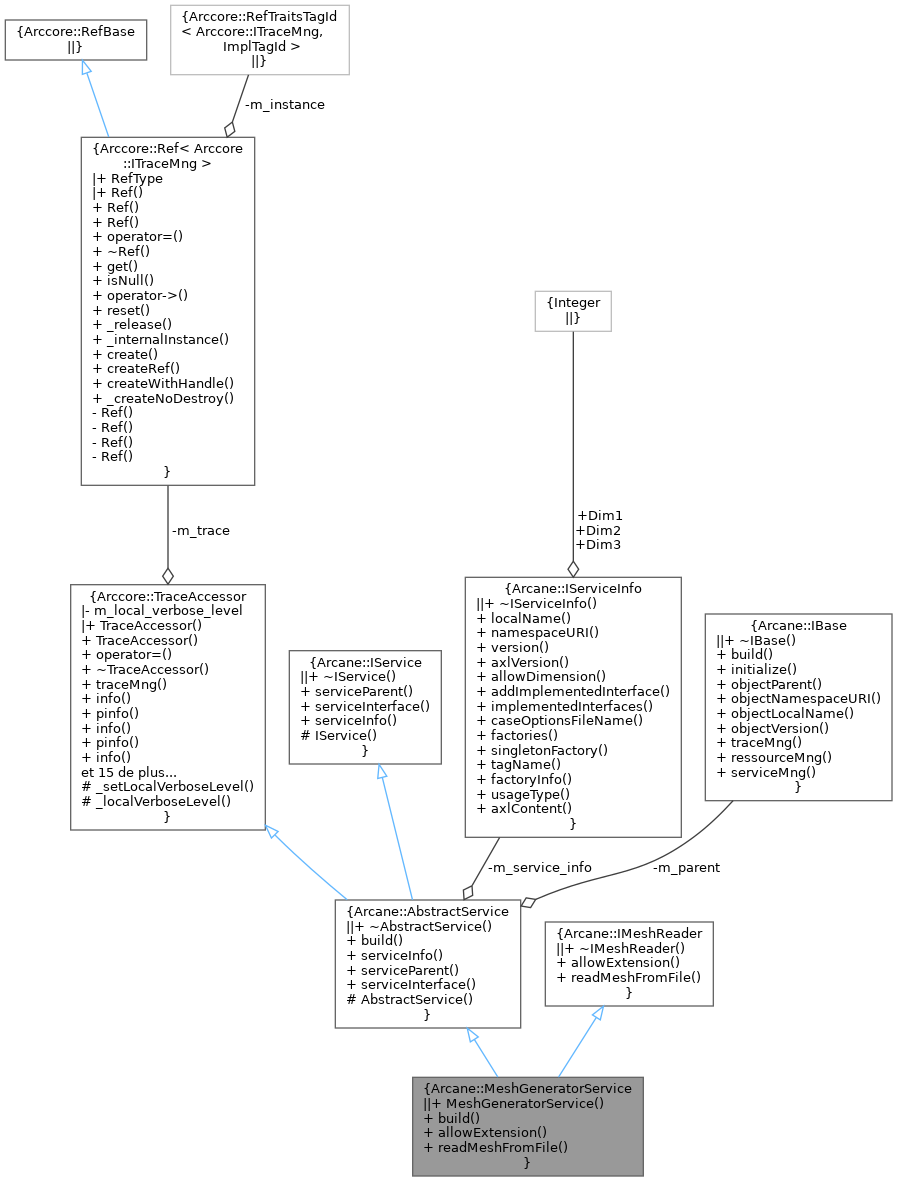 {Arccore::RefBase
||}
{Arccore::RefTraitsTagId
< Arccore::ITraceMng,
ImplTagId >
||}
-m_instance
{Arccore::Ref< Arccore
::ITraceMng >
|+ RefType
|+ Ref()
+ Ref()
+ Ref()
+ operator=()
+ ~Ref()
+ get()
+ isNull()
+ operator->()
+ reset()
+ _release()
+ _internalInstance()
+ create()
+ createRef()
+ createWithHandle()
+ _createNoDestroy()
- Ref()
- Ref()
- Ref()
- Ref()
}
{Integer
||}
-m_trace
+Dim1
+Dim2
+Dim3
{Arccore::TraceAccessor
|- m_local_verbose_level
|+ TraceAccessor()
+ TraceAccessor()
+ operator=()
+ ~TraceAccessor()
+ traceMng()
+ info()
+ pinfo()
+ info()
+ pinfo()
+ info()
et 15 de plus...
# _setLocalVerboseLevel()
# _localVerboseLevel()
}
{Arcane::IService
||+ ~IService()
+ serviceParent()
+ serviceInterface()
+ serviceInfo()
# IService()
}
{Arcane::IServiceInfo
||+ ~IServiceInfo()
+ localName()
+ namespaceURI()
+ version()
+ axlVersion()
+ allowDimension()
+ addImplementedInterface()
+ implementedInterfaces()
+ caseOptionsFileName()
+ factories()
+ singletonFactory()
+ tagName()
+ factoryInfo()
+ usageType()
+ axlContent()
}
{Arcane::IBase
||+ ~IBase()
+ build()
+ initialize()
+ objectParent()
+ objectNamespaceURI()
+ objectLocalName()
+ objectVersion()
+ traceMng()
+ ressourceMng()
+ serviceMng()
}
-m_service_info
-m_parent
{Arcane::AbstractService
||+ ~AbstractService()
+ build()
+ serviceInfo()
+ serviceParent()
+ serviceInterface()
# AbstractService()
}
{Arcane::IMeshReader
||+ ~IMeshReader()
+ allowExtension()
+ readMeshFromFile()
}
{Arcane::MeshGeneratorService
||+ MeshGeneratorService()
+ build()
+ allowExtension()
+ readMeshFromFile()
}